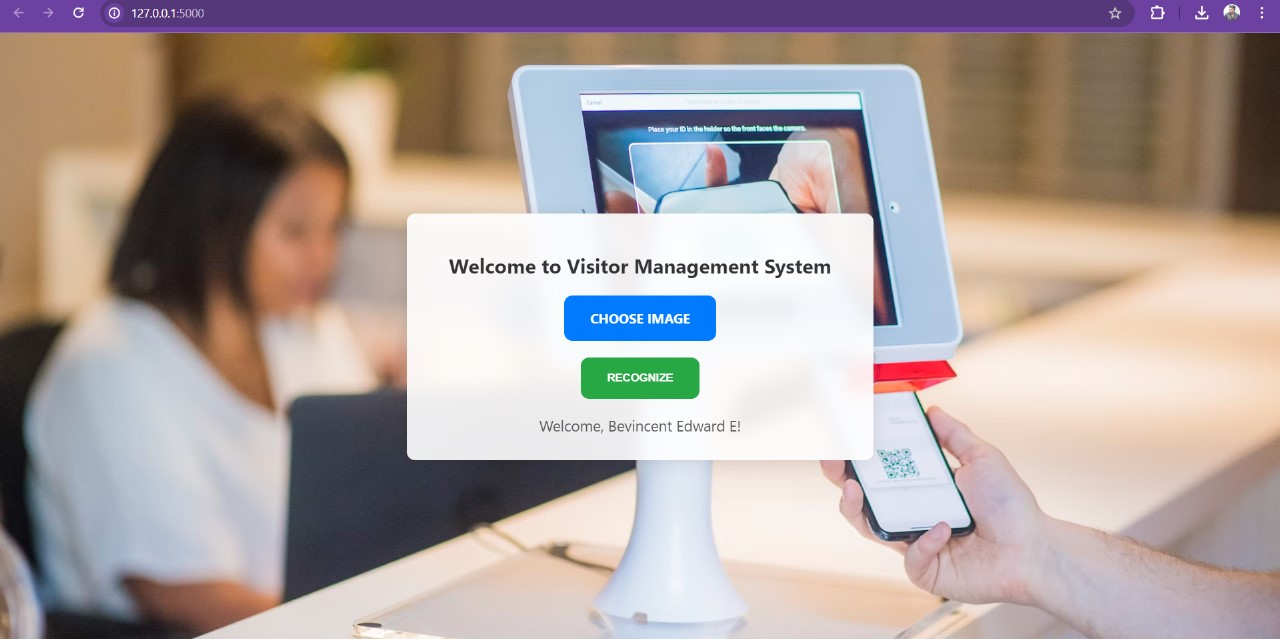 127.0.0.1:5000
Cancel
Place your ID in the holder so the front faces the camera.
Welcome to Visitor Management System
CHOOSE IMAGE
RECOGNIZE
Welcome, Bevincent Edward E!